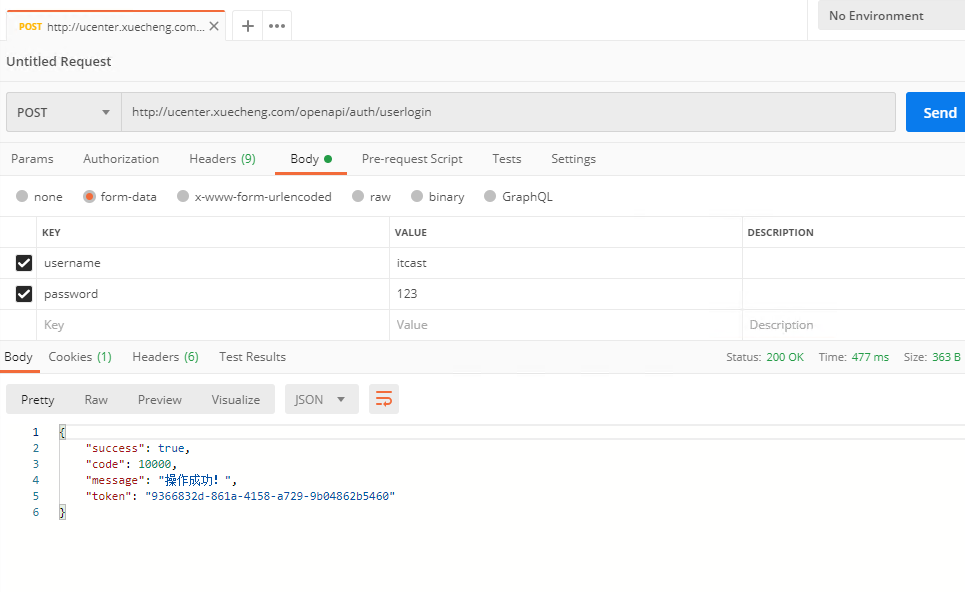 POST http://ucenter.xuecheng.com...
No Environment
Untitled Request
POST http://ucenter.xuecheng.com/openapi/auth/userlogin Send
Params Authorization Headers (9) Body Pre-request Script Tests Settings
none form-data x-www-form-urlencoded raw binary GraphQL
KEY VALUE DESCRIPTION
username itcast
password 123
Key Value Description
Body Cookies (1) Headers (6) Test Results Status: 200 OK Time: 477 ms Size: 363 B
Pretty Raw Preview Visualize JSON
1 {
2 "success": true,
3 "code": 10000,
4 "message": "操作成功！",
5 "token": "9366832d-861a-4158-a729-9b04862b5460"
6 }